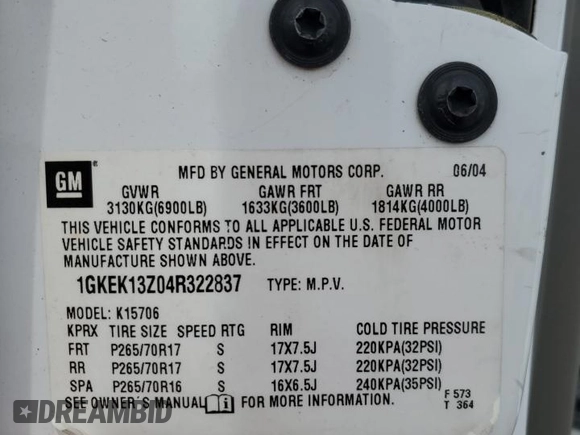 GM ®
MFD BY GENERAL MOTORS CORP. 06/04
GVWR GAWR FRT GAWR RR
3130KG(6900LB) 1633KG(3600LB) 1814KG(4000LB)
THIS VEHICLE CONFORMS TO ALL APPLICABLE U.S. FEDERAL MOTOR
VEHICLE SAFETY STANDARDS IN EFFECT ON THE DATE OF
MANUFACTURE SHOWN ABOVE.
1GKEK13Z04R322837 TYPE: M.P.V.
MODEL: K15706
KPRX TIRE SIZE SPEED RTG RIM COLD TIRE PRESSURE
FRT P265/70R17 S 17X7.5J 220KPA(32PSI)
RR P265/70R17 S 17X7.5J 220KPA(32PSI)
SPA P265/70R16 S 16X6.5J 240KPA(35PSI)
SEE OWNER'S MANUAL i FOR MORE INFORMATION.
F 573
T 364
DEALERHISTORY.COM